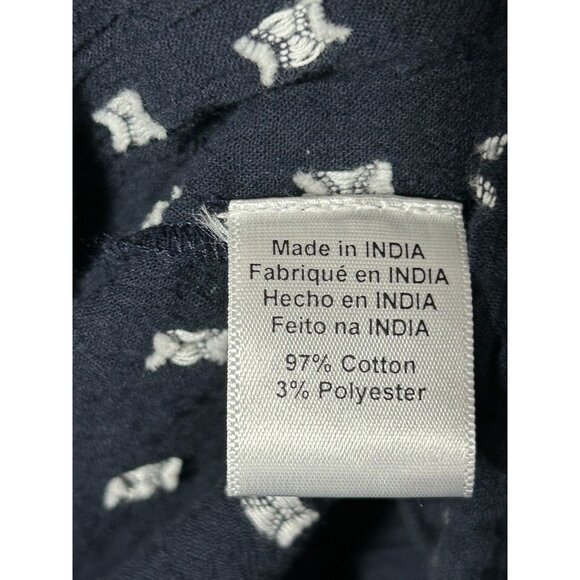 Made in INDIA
Fabriqué en INDIA
Hecho en INDIA
Feito na INDIA
97% Cotton
3% Polyester